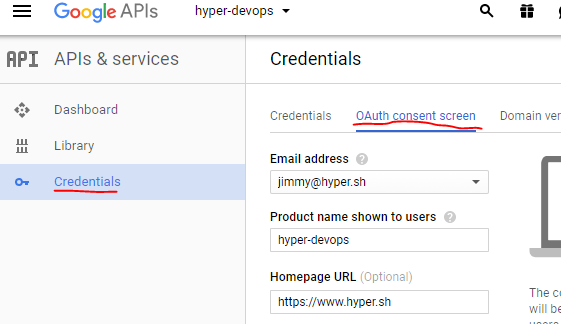 Google APIs hyper-devops
API APIs & services Credentials
Dashboard
Library
Credentials
Credentials OAuth consent screen Domain ver
Email address
jimmy@hyper.sh
Product name shown to users
hyper-devops
Homepage URL (Optional)
https://www.hyper.sh
The co
will be